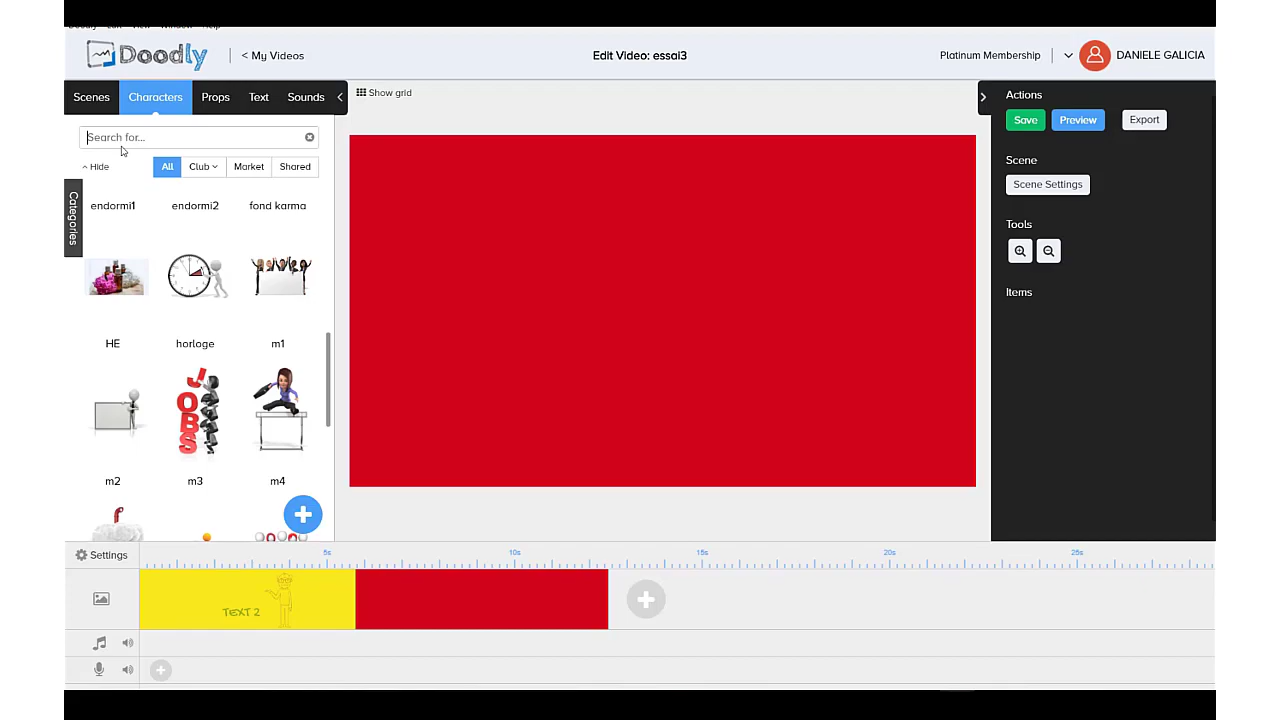 Doodly
< My Videos
Edit Video: essai3
Platinum Membership
DANIELE GALICIA
Scenes
Characters
Props
Text
Sounds
Show grid
Actions
Save
Preview
Export
Search for...
Hide
All
Club
Market
Shared
Categories
Scene
Scene Settings
endormi1
endormi2
fond karma
Tools
Items
HE
horloge
m1
JOBS
m2
m3
m4
Settings
5s
10s
15s
20s
25s
TEXT 2